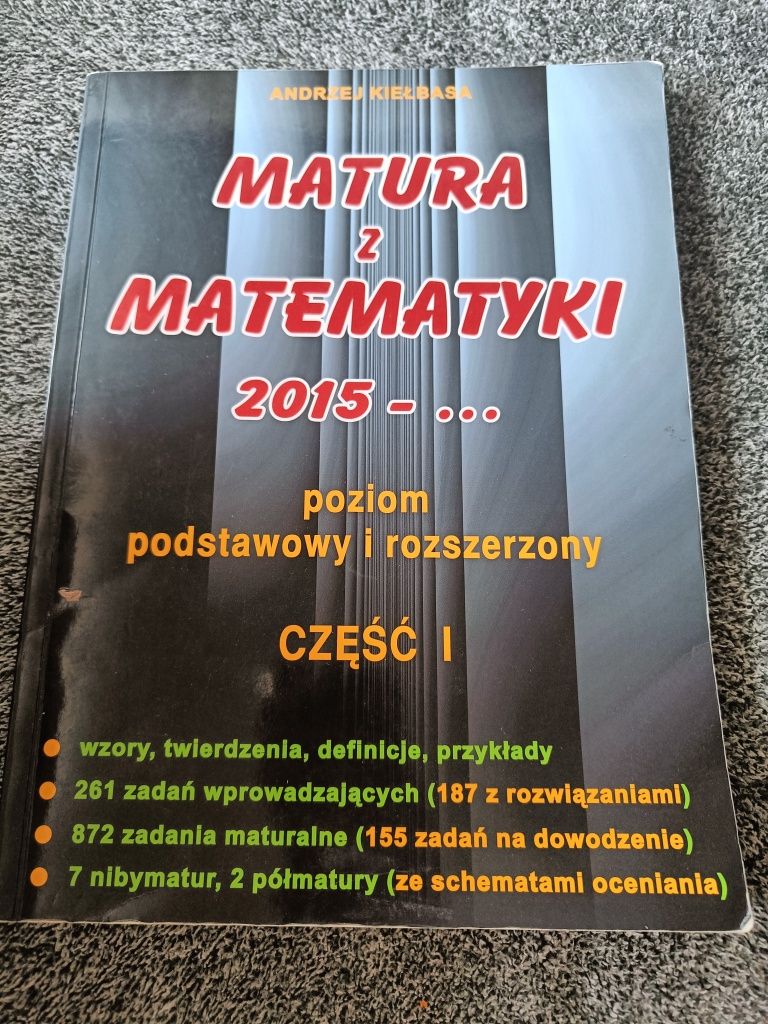 ANDRZEJ KIEŁBASA
MATURA
Z
MATEMATYKI
2015 - ...
poziom
podstawowy i rozszerzony
CZĘŚĆ I
wzory, twierdzenia, definicje, przykłady
261 zadań wprowadzających (187 z rozwiązaniami)
872 zadania maturalne (155 zadań na dowodzenie)
7 nibymatur, 2 półmatury (ze schematami oceniania)